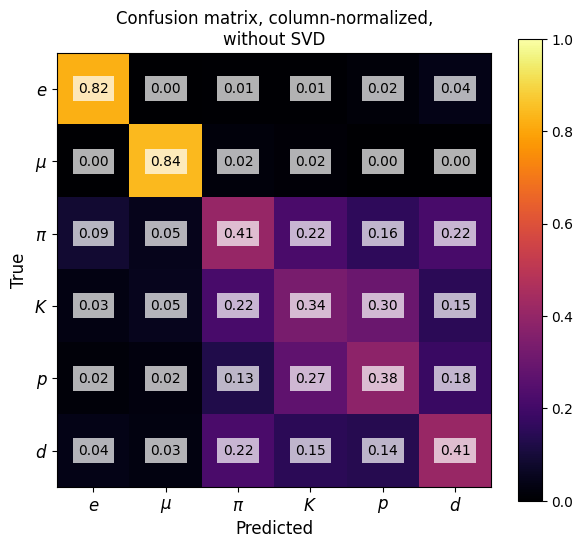 Confusion matrix, column-normalized,
without SVD
True
e 0.82 0.00 0.01 0.01 0.02 0.04
μ 0.00 0.84 0.02 0.02 0.00 0.00
π 0.09 0.05 0.41 0.22 0.16 0.22
K 0.03 0.05 0.22 0.34 0.30 0.15
p 0.02 0.02 0.13 0.27 0.38 0.18
d 0.04 0.03 0.22 0.15 0.14 0.41
e μ π K p d
Predicted
1.0
0.8
0.6
0.4
0.2
0.0